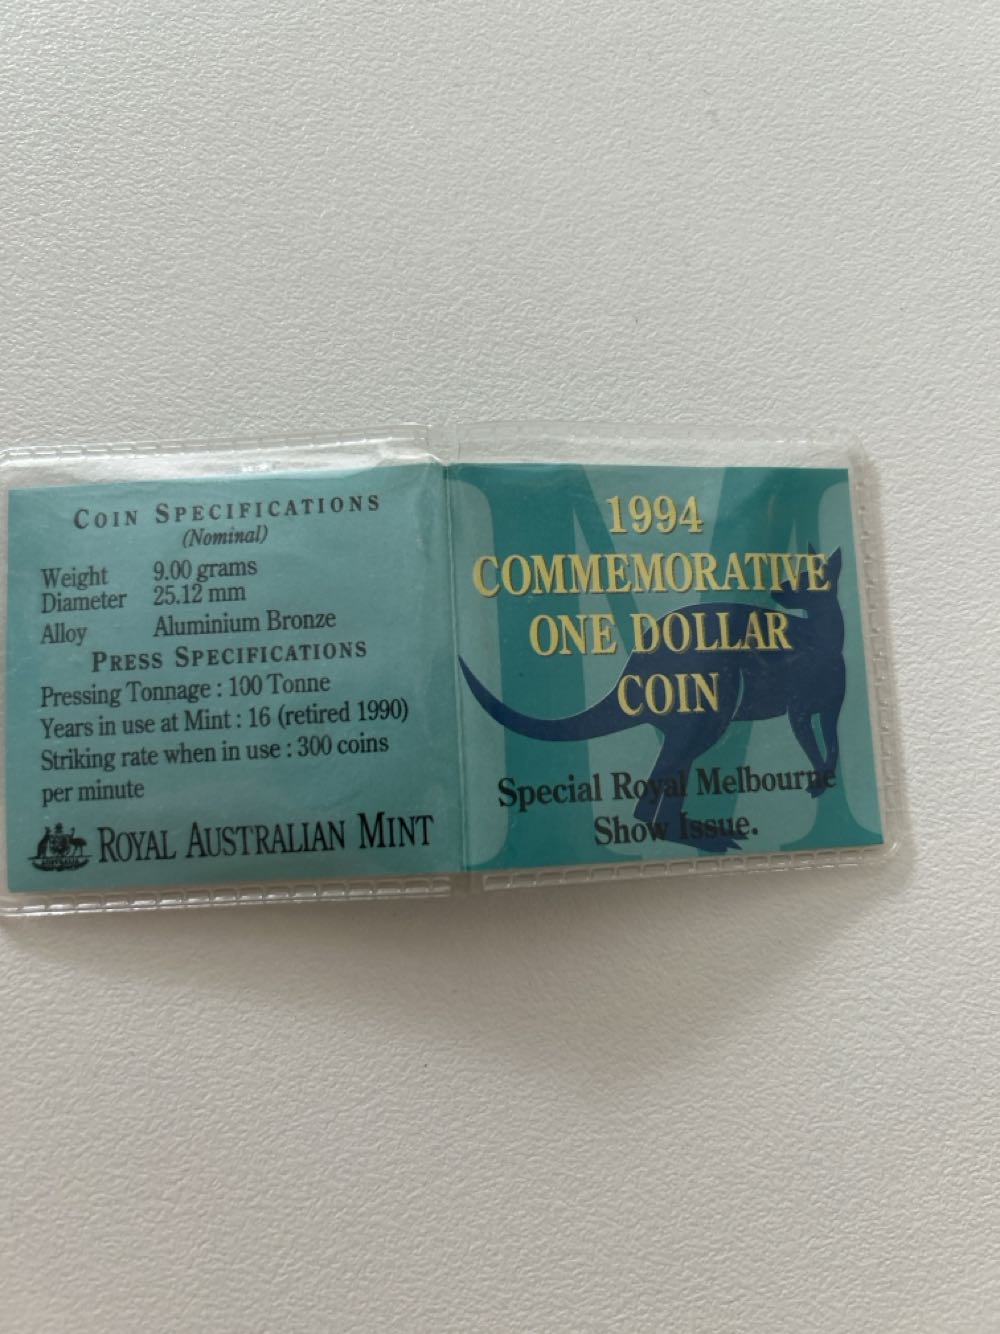 COIN SPECIFICATIONS
(Nominal)
Weight 9.00 grams
Diameter 25.12 mm
Alloy Aluminium Bronze
PRESS SPECIFICATIONS
Pressing Tonnage : 100 Tonne
Years in use at Mint : 16 (retired 1990)
Striking rate when in use : 300 coins
per minute
ROYAL AUSTRALIAN MINT
1994
COMMEMORATIVE
ONE DOLLAR
COIN
Special Royal Melbourne
Show Issue.
M